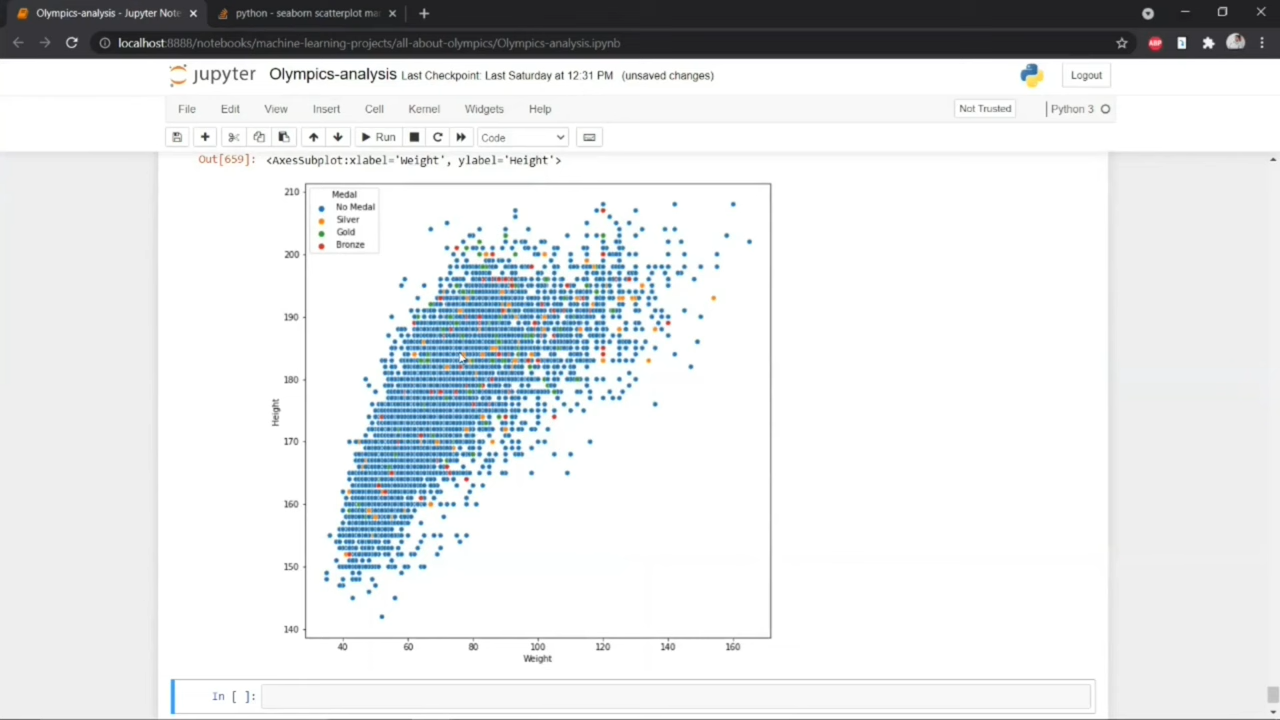 Olympics-analysis - Jupyter Note
python - seaborn scatterplot mar
localhost:8888/notebooks/machine-learning-projects/all-about-olympics/Olympics-analysis.ipynb
ABP
jupyter Olympics-analysis Last Checkpoint: Last Saturday at 12:31 PM (unsaved changes)
Logout
File Edit View Insert Cell Kernel Widgets Help
Not Trusted
Python 3
Run
Code
Out[659]: <AxesSubplot:xlabel='Weight', ylabel='Height'>
Medal
No Medal
Silver
Gold
Bronze
210
200
190
180
170
160
150
140
Height
40 60 80 100 120 140 160
Weight
In [ ]: